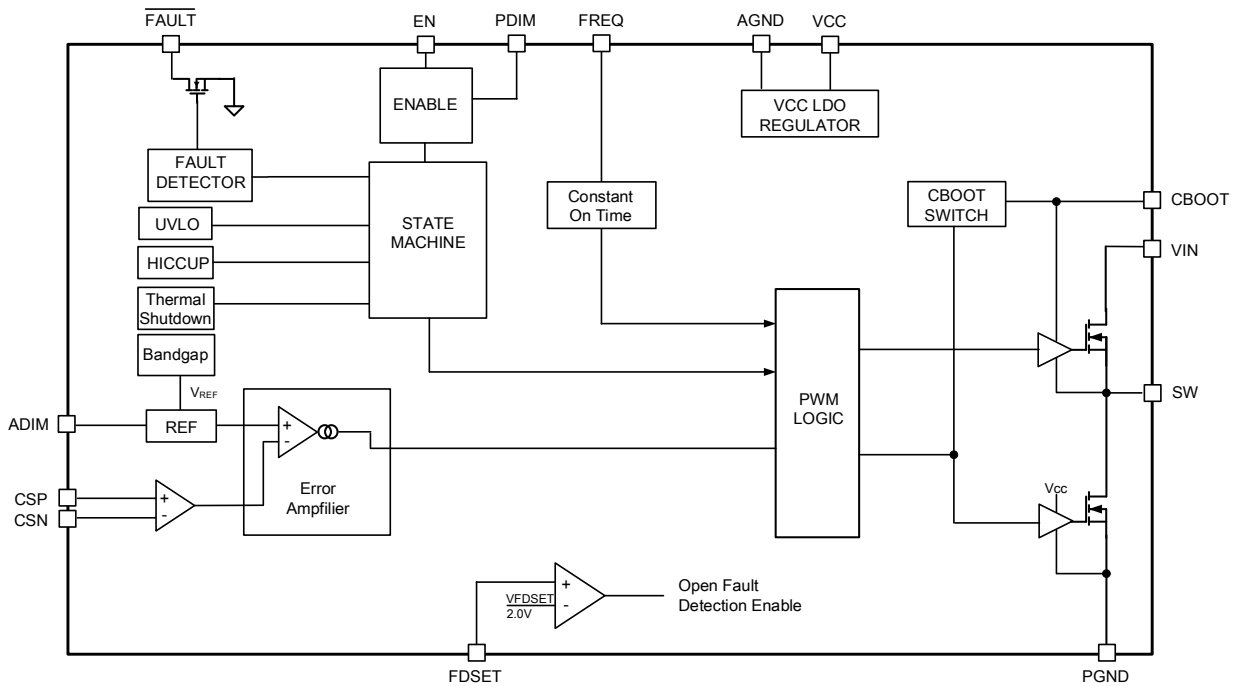 FAULT
EN
PDIM
FREQ
AGND
VCC
ENABLE
VCC LDO
REGULATOR
FAULT
DETECTOR
STATE
MACHINE
Constant
On Time
CBOOT
SWITCH
CBOOT
UVLO
VIN
HICCUP
Thermal
Shutdown
Bandgap
VREF
PWM
LOGIC
SW
ADIM
REF
+
-
CSP
CSN
+
-
Error
Ampfilier
Vcc
+
-
VFDSET
2.0V
Open Fault
Detection Enable
FDSET
PGND